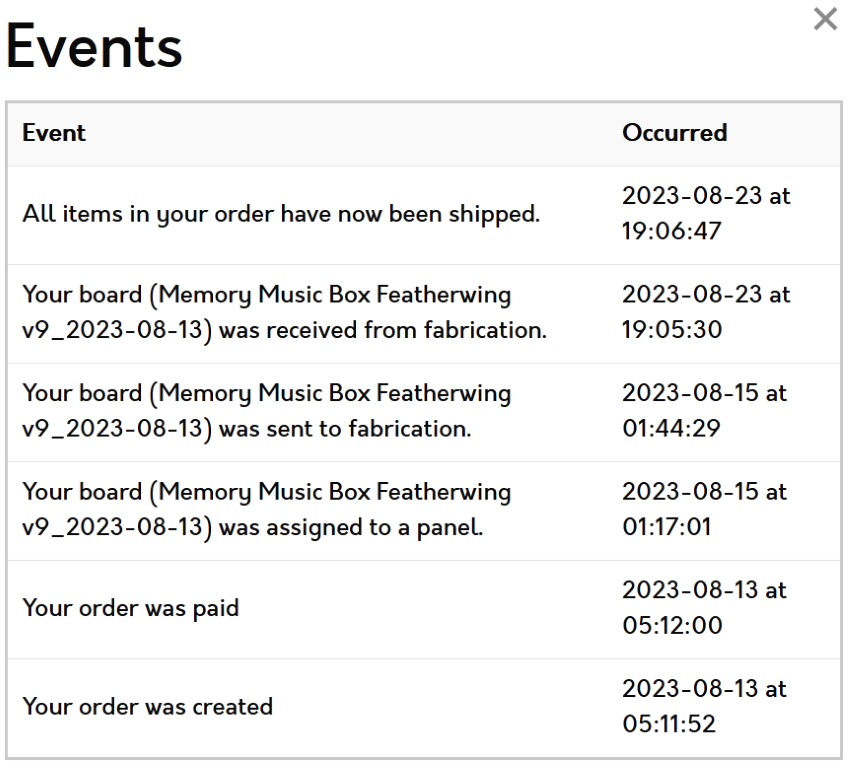 Events
Event Occurred
All items in your order have now been shipped. 2023-08-23 at
19:06:47
Your board (Memory Music Box Featherwing 2023-08-23 at
v9_2023-08-13) was received from fabrication. 19:05:30
Your board (Memory Music Box Featherwing 2023-08-15 at
v9_2023-08-13) was sent to fabrication. 01:44:29
Your board (Memory Music Box Featherwing 2023-08-15 at
v9_2023-08-13) was assigned to a panel. 01:17:01
Your order was paid 2023-08-13 at
05:12:00
Your order was created 2023-08-13 at
05:11:52